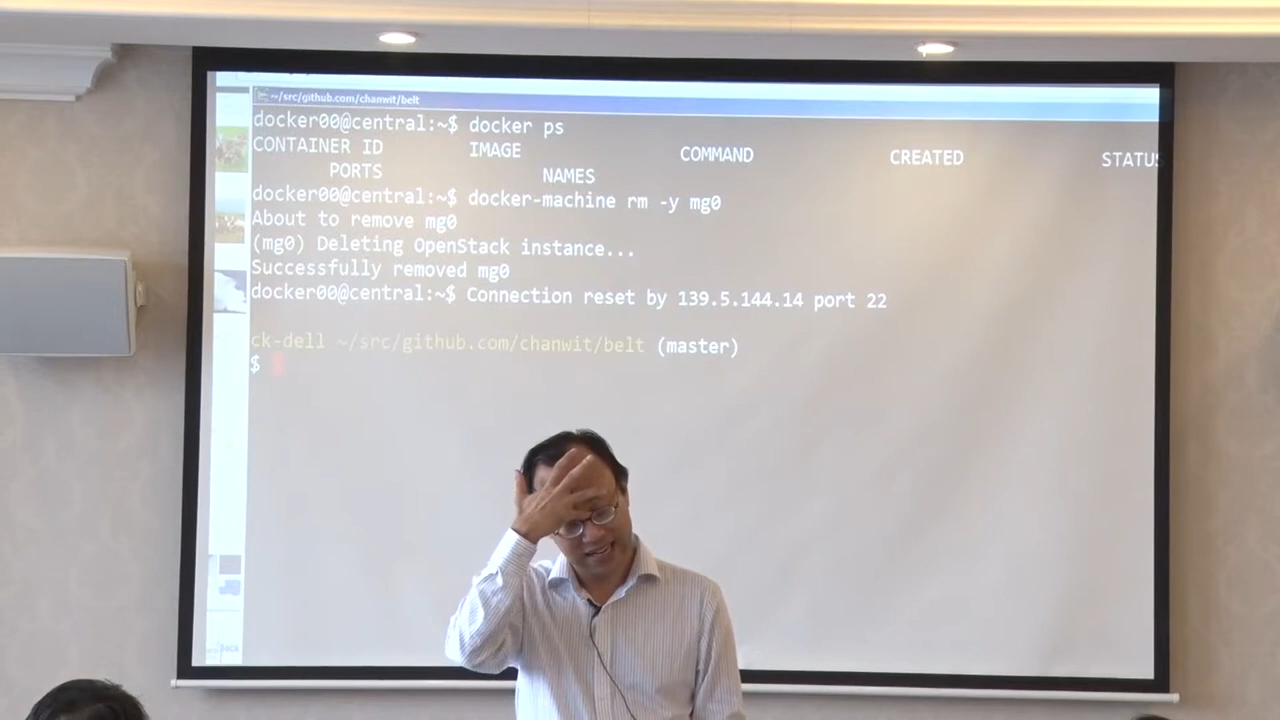 ~/src/github.com/chanwit/belt
docker00@central:~$ docker ps
CONTAINER ID IMAGE COMMAND CREATED STATUS
PORTS NAMES
docker00@central:~$ docker-machine rm -y mg0
About to remove mg0
(mg0) Deleting OpenStack instance...
Successfully removed mg0
docker00@central:~$ Connection reset by 139.5.144.14 port 22
ck-dell ~/src/github.com/chanwit/belt (master)
$